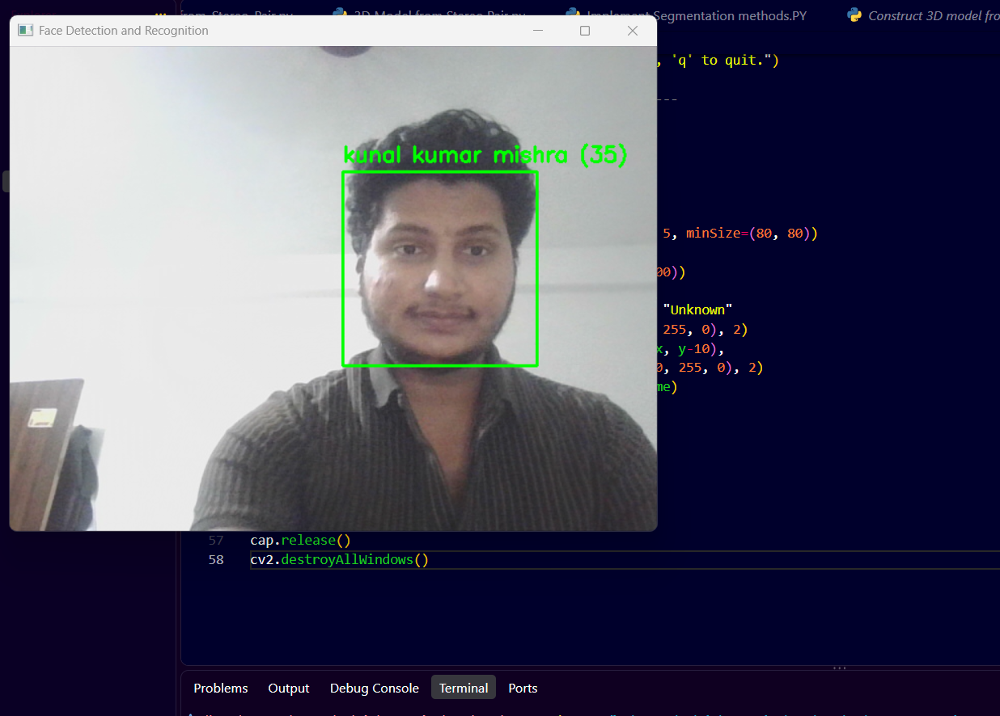 from_Stereo_Pair.py
3D Model from Stereo Pair.py
Implement Segmentation methods.PY
Construct 3D model fro
Face Detection and Recognition
, 'q' to quit.")
---
kunal kumar mishra (35)
5, minSize=(80, 80))
00))
"Unknown"
255, 0), 2)
x, y-10),
0, 255, 0), 2)
me)
57 cap.release()
58 cv2.destroyAllWindows()
Problems Output Debug Console Terminal Ports